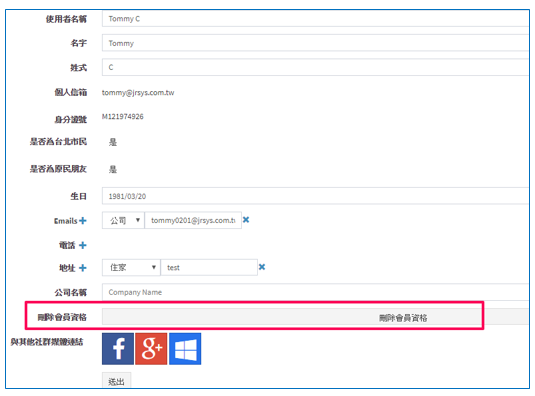 使用者名稱 Tommy C
名字 Tommy
姓式 C
個人信箱 tommy@jrsys.com.tw
身分證號 M121974926
是否為台北市民 是
是否為原民朋友 是
生日 1981/03/20
Emails 公司 tommy0201@jrsys.com.tw
電話
地址 住家 test
公司名稱 Company Name
刪除會員資格 刪除會員資格
與其他社群媒體連結 f g+
送出